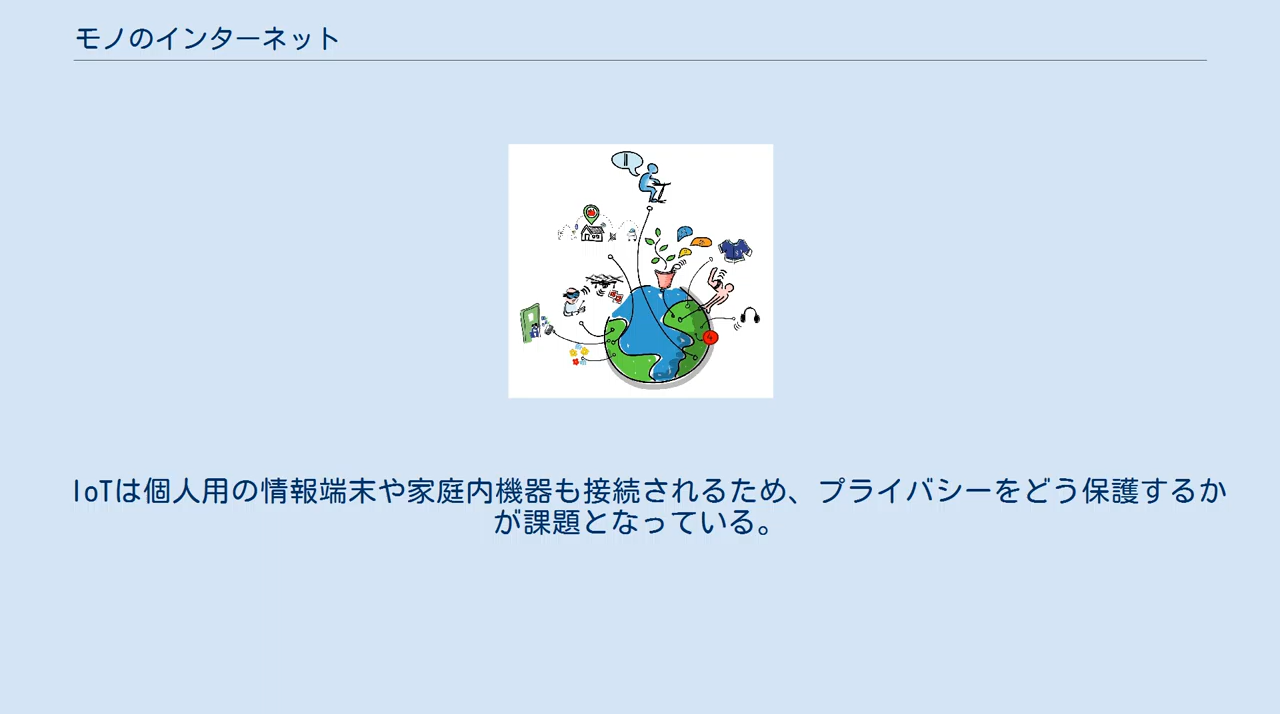 モノのインターネット
IoTは個人用の情報端末や家庭内機器も接続されるため、プライバシーをどう保護するか
が課題となっている。